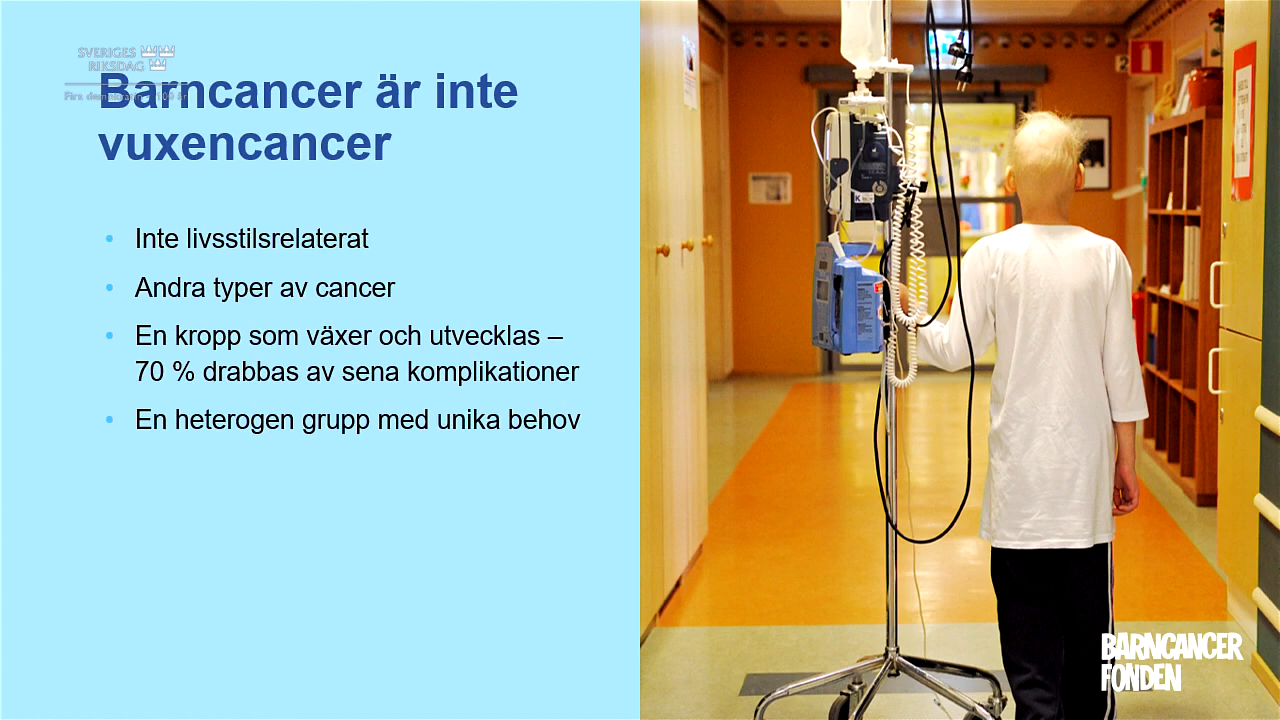 SVERIGES
RIKSDAG
Barncancer är inte
vuxencancer
Inte livsstilsrelaterat
Andra typer av cancer
En kropp som växer och utvecklas –
70 % drabbas av sena komplikationer
En heterogen grupp med unika behov
2
BARNCANCER
FONDEN